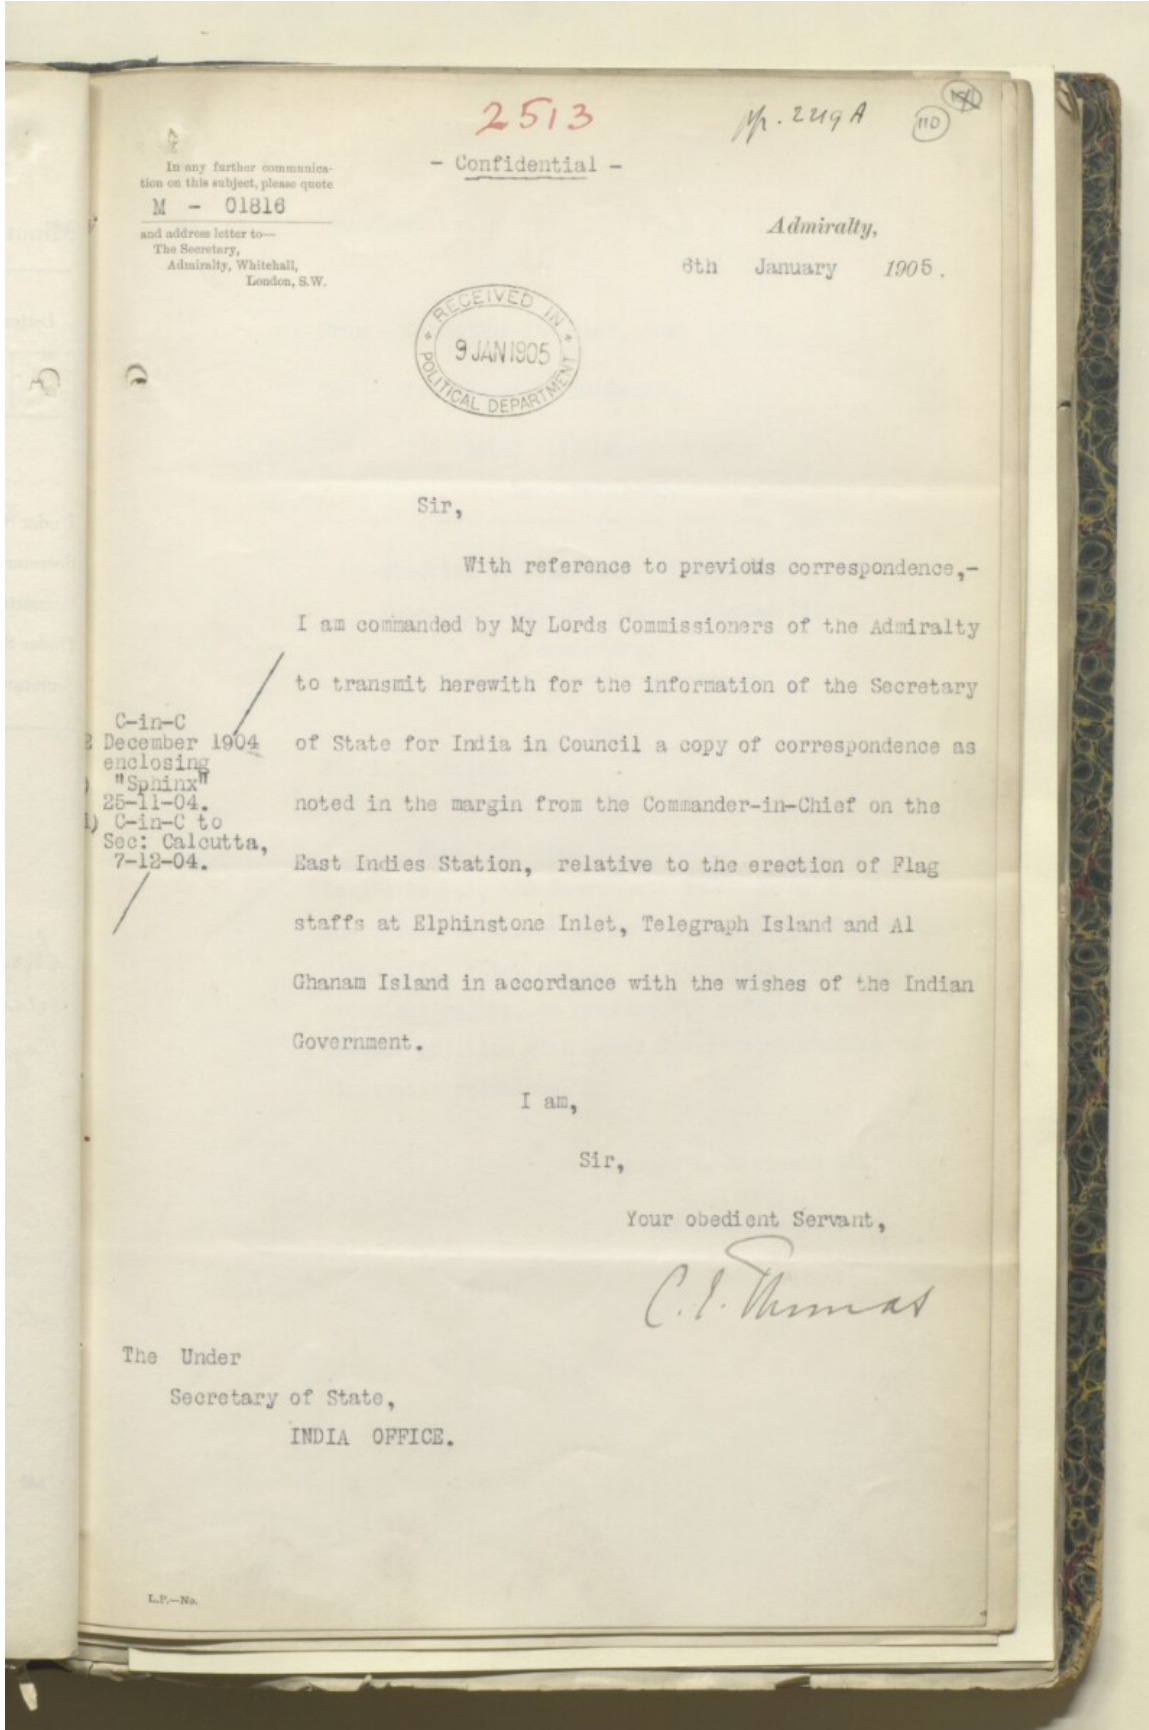 2513
pp. 2219A
110
- Confidential -
In any further communica-
tion on this subject, please quote
M - 01816
and address letter to—
The Secretary,
Admiralty, Whitehall,
London, S.W.
Admiralty,
6th January 1905.
RECEIVED IN
9 JAN 1905
POLITICAL DEPARTMENT
Sir,
With reference to previous correspondence,-
I am commanded by My Lords Commissioners of the Admiralty
to transmit herewith for the information of the Secretary
of State for India in Council a copy of correspondence as
noted in the margin from the Commander-in-Chief on the
East Indies Station, relative to the erection of Flag
staffs at Elphinstone Inlet, Telegraph Island and Al
Ghanam Island in accordance with the wishes of the Indian
Government.
C-in-C
December 1904
enclosing
"Sphinx"
25-11-04.
C-in-C to
Sec: Calcutta,
7-12-04.
I am,
Sir,
Your obedient Servant,
C. I. Thomas
The Under
Secretary of State,
INDIA OFFICE.
L.P.—No.